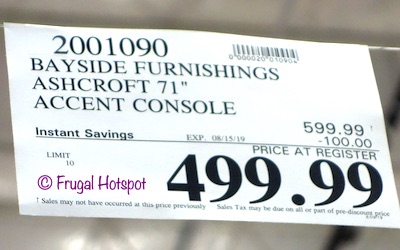 2001090
000002010904
BAYSIDE FURNISHINGS
ASHCROFT 71"
ACCENT CONSOLE
599.99 †
Instant Savings EXP. 08/15/19 -100.00
PRICE AT REGISTER
LIMIT
10
499.99
© Frugal Hotspot
† Sales may not have occurred at this price previously Sales Tax may be due on all or part of pre-discount price